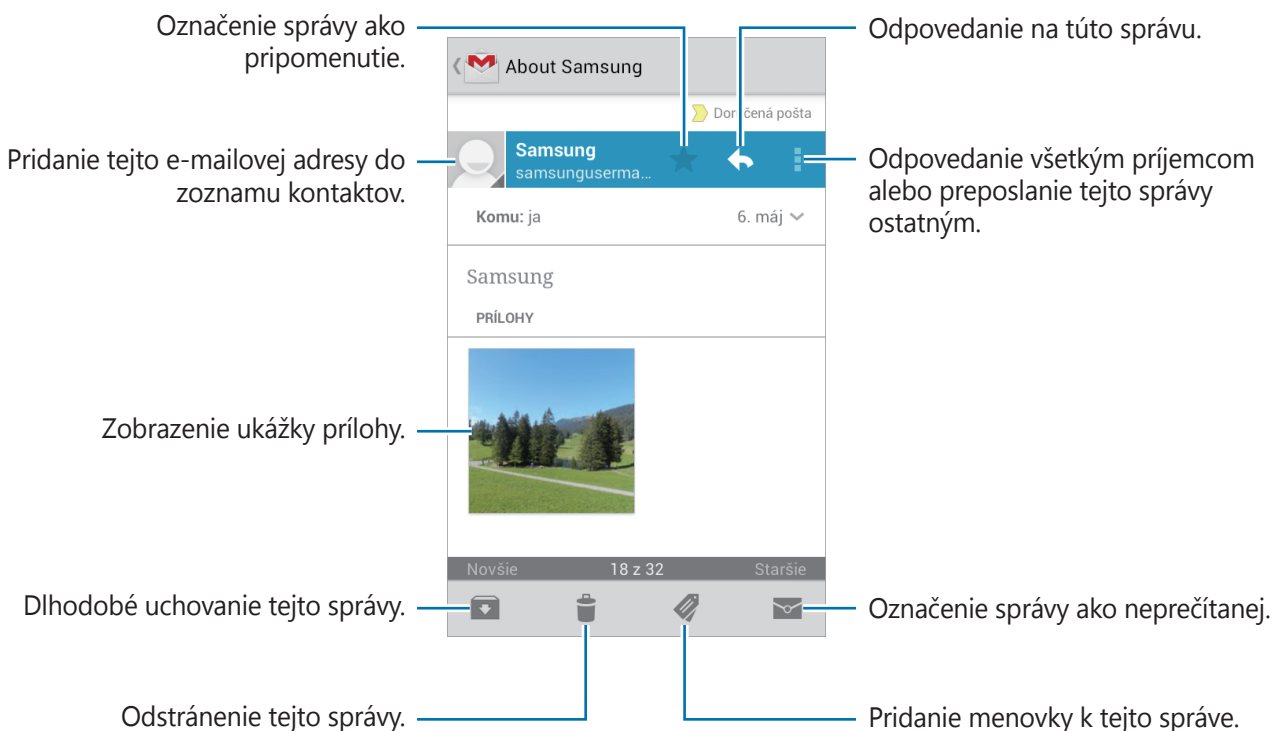 Označenie správy ako
pripomenutie.
Odpovedanie na túto správu.
About Samsung
Doručená pošta
Pridanie tejto e-mailovej adresy do
zoznamu kontaktov.
Samsung
samsunguserma...
Odpovedanie všetkým príjemcom
alebo preposlanie tejto správy
ostatným.
Komu: ja
6. máj
Samsung
PRÍLOHY
Zobrazenie ukážky prílohy.
Novšie
18 z 32
Staršie
Dlhodobé uchovanie tejto správy.
Označenie správy ako neprečítanej.
Odstránenie tejto správy.
Pridanie menovky k tejto správe.